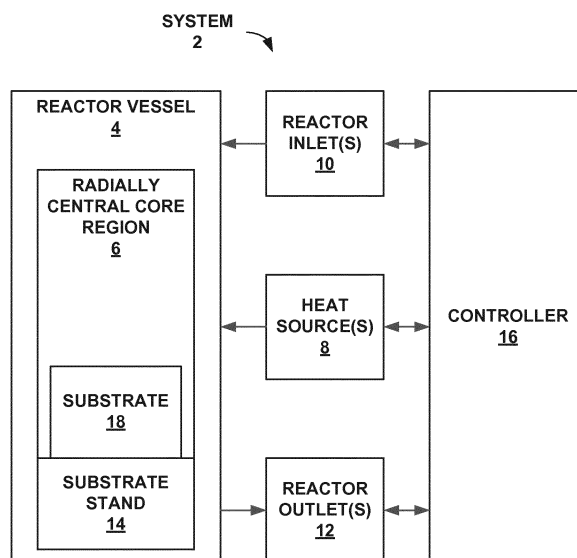 SYSTEM
2
REACTOR VESSEL
4
RADIALLY
CENTRAL CORE
REGION
6
SUBSTRATE
18
SUBSTRATE
STAND
14
REACTOR
INLET(S)
10
HEAT
SOURCE(S)
8
REACTOR
OUTLET(S)
12
CONTROLLER
16